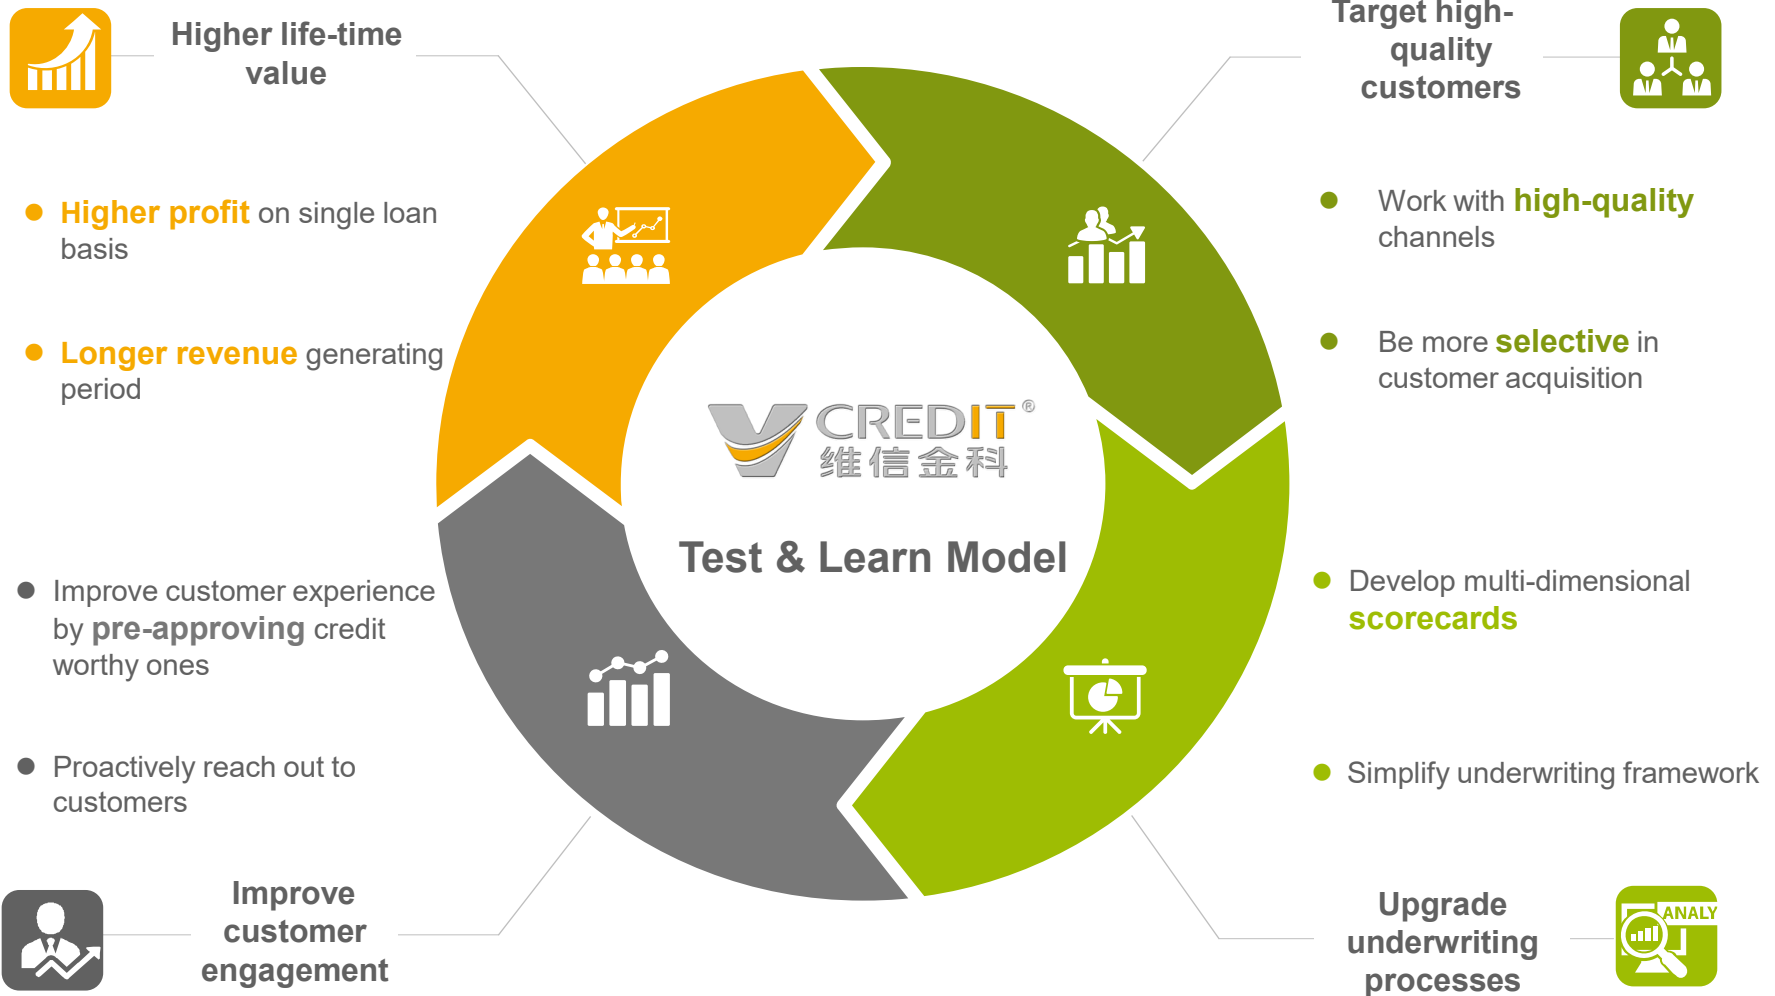 Higher life-time
value
Higher profit on single loan
basis
Longer revenue generating
period
Target high-
quality
customers
Work with high-quality
channels
Be more selective in
customer acquisition
VCREDIT®
维信金科
Test & Learn Model
Improve customer experience
by pre-approving credit
worthy ones
Proactively reach out to
customers
Improve
customer
engagement
Develop multi-dimensional
scorecards
Simplify underwriting framework
Upgrade
underwriting
processes
ANALY